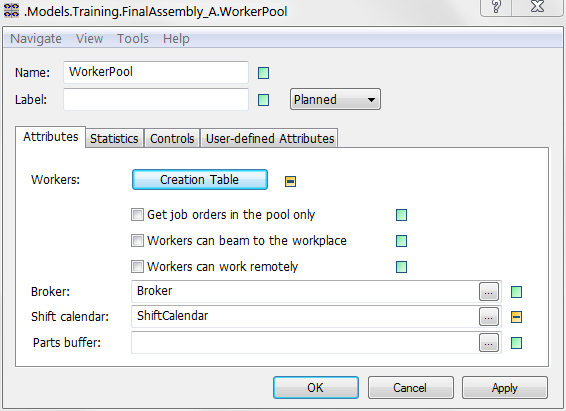 .Models.Training.FinalAssembly_A.WorkerPool
?
X
Navigate View Tools Help
Name: WorkerPool
Label: Planned
Attributes Statistics Controls User-defined Attributes
Workers: Creation Table
Get job orders in the pool only
Workers can beam to the workplace
Workers can work remotely
Broker: Broker ...
Shift calendar: ShiftCalendar ...
Parts buffer: ...
OK Cancel Apply